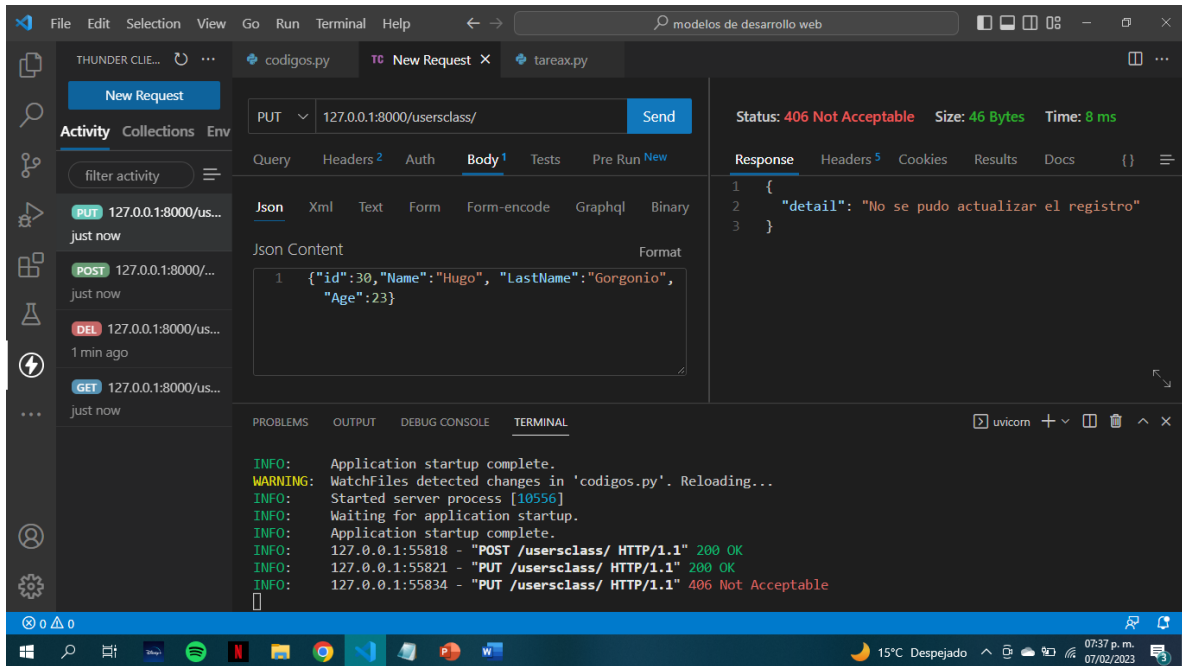 File Edit Selection View Go Run Terminal Help modelos de desarrollo web
THUNDER CLIE... codigos.py TC New Request tareax.py
New Request
PUT 127.0.0.1:8000/usersclass/ Send Status: 406 Not Acceptable Size: 46 Bytes Time: 8 ms
Activity Collections Env
Query Headers 2 Auth Body 1 Tests Pre Run New Response Headers 5 Cookies Results Docs {}
filter activity
PUT 127.0.0.1:8000/us...
just now
POST 127.0.0.1:8000/...
just now
DEL 127.0.0.1:8000/us...
1 min ago
GET 127.0.0.1:8000/us...
just now
Json Xml Text Form Form-encode Graphql Binary
Json Content Format
1 {"id":30,"Name":"Hugo", "LastName":"Gorgonio",
"Age":23}
1 {
2 "detail": "No se pudo actualizar el registro"
3 }
PROBLEMS OUTPUT DEBUG CONSOLE TERMINAL uvicorn
INFO: Application startup complete.
WARNING: WatchFiles detected changes in 'codigos.py'. Reloading...
INFO: Started server process [10556]
INFO: Waiting for application startup.
INFO: Application startup complete.
INFO: 127.0.0.1:55818 - "POST /usersclass/ HTTP/1.1" 200 OK
INFO: 127.0.0.1:55821 - "PUT /usersclass/ HTTP/1.1" 200 OK
INFO: 127.0.0.1:55834 - "PUT /usersclass/ HTTP/1.1" 406 Not Acceptable
0 0
15°C Despejado 07:37 p. m.
07/02/2023 3